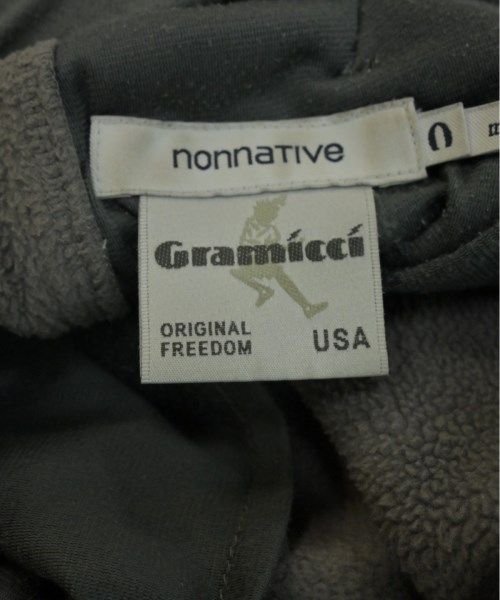 nonnative
0
Gramicci
ORIGINAL
FREEDOM
USA